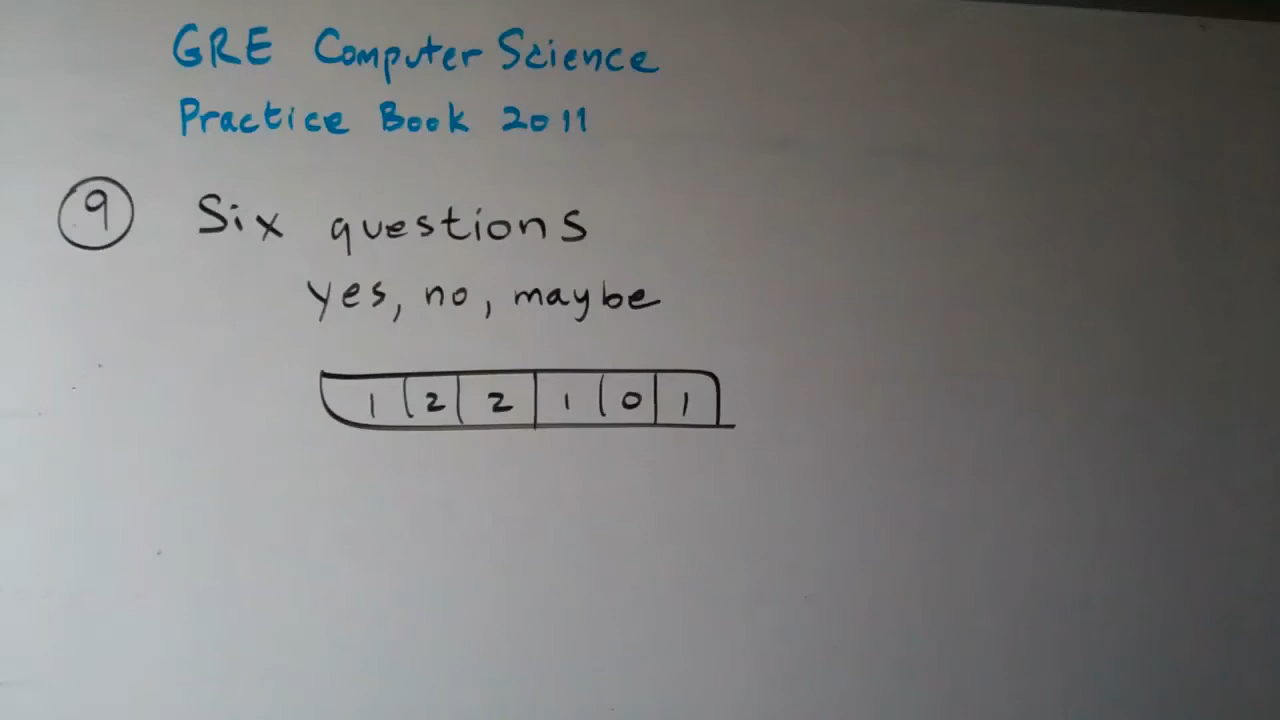 GRE Computer Science
Practice Book 2011
9 Six questions
yes, no, maybe
1 2 2 1 0 1